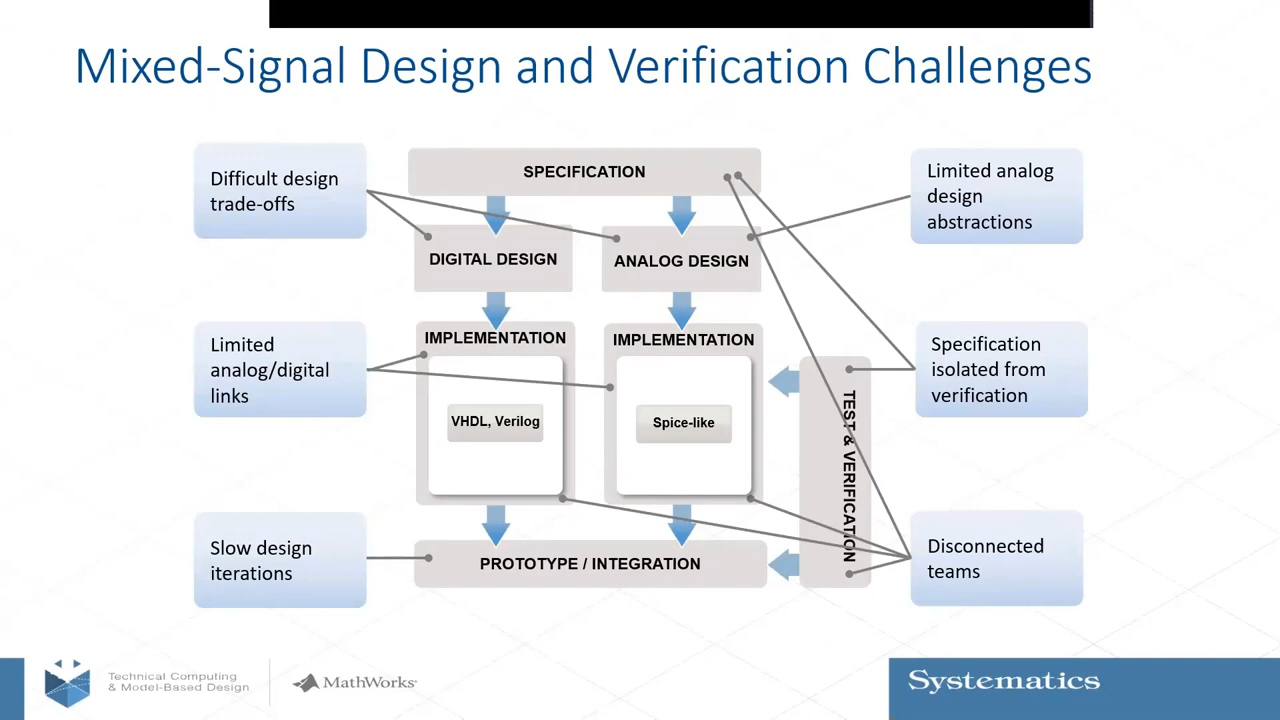 Mixed-Signal Design and Verification Challenges
Difficult design
trade-offs
SPECIFICATION
Limited analog
design
abstractions
DIGITAL DESIGN
ANALOG DESIGN
Limited
analog/digital
links
IMPLEMENTATION
IMPLEMENTATION
Specification
isolated from
verification
VHDL, Verilog
Spice-like
TEST & VERIFICATION
Slow design
iterations
PROTOTYPE / INTEGRATION
Disconnected
teams
Technical Computing
& Model-Based Design
MathWorks
Systematics